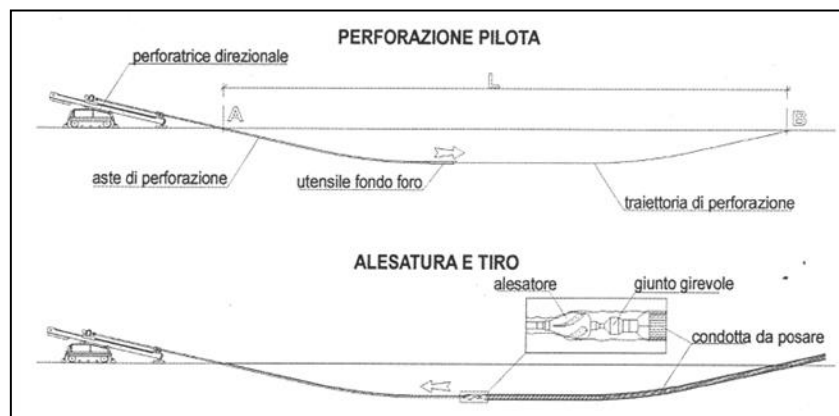 PERFORAZIONE PILOTA
perforatrice direzionale
L
A
B
aste di perforazione
utensile fondo foro
traiettoria di perforazione
ALESATURA E TIRO
alesatore
giunto girevole
condotta da posare